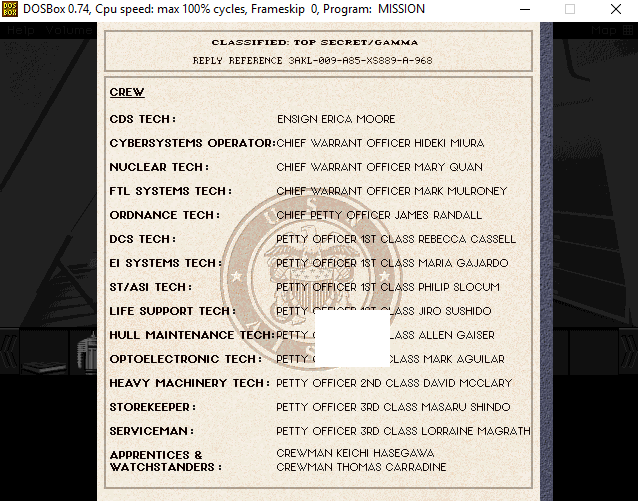 DOSBox 0.74, Cpu speed: max 100% cycles, Frameskip 0, Program: MISSION
Help Volume Map
CLASSIFIED: TOP SECRET/GAMMA
REPLY REFERENCE 3AKL-009-A85-XS889-A-968
CREW
CDS TECH: ENSIGN ERICA MOORE
CYBERSYSTEMS OPERATOR: CHIEF WARRANT OFFICER HIDEKI MIURA
NUCLEAR TECH: CHIEF WARRANT OFFICER MARY QUAN
FTL SYSTEMS TECH: CHIEF WARRANT OFFICER MARK MULRONEY
ORDNANCE TECH: CHIEF PETTY OFFICER JAMES RANDALL
DCS TECH: PETTY OFFICER 1ST CLASS REBECCA CASSELL
EI SYSTEMS TECH: PETTY OFFICER 1ST CLASS MARIA GAJARDO
ST/ASI TECH: PETTY OFFICER 1ST CLASS PHILIP SLOCUM
LIFE SUPPORT TECH: PETTY OFFICER 1ST CLASS JIRO SUSHIDO
HULL MAINTENANCE TECH: PETTY ALLEN GAISER
OPTOELECTRONIC TECH: PETTY CLASS MARK AGUILAR
HEAVY MACHINERY TECH: PETTY OFFICER 2ND CLASS DAVID MCCLARY
STOREKEEPER: PETTY OFFICER 3RD CLASS MASARU SHINDO
SERVICEMAN: PETTY OFFICER 3RD CLASS LORRAINE MAGRATH
APPRENTICES & CREWMAN KEICHI HASEGAWA
WATCHSTANDERS: CREWMAN THOMAS CARRADINE